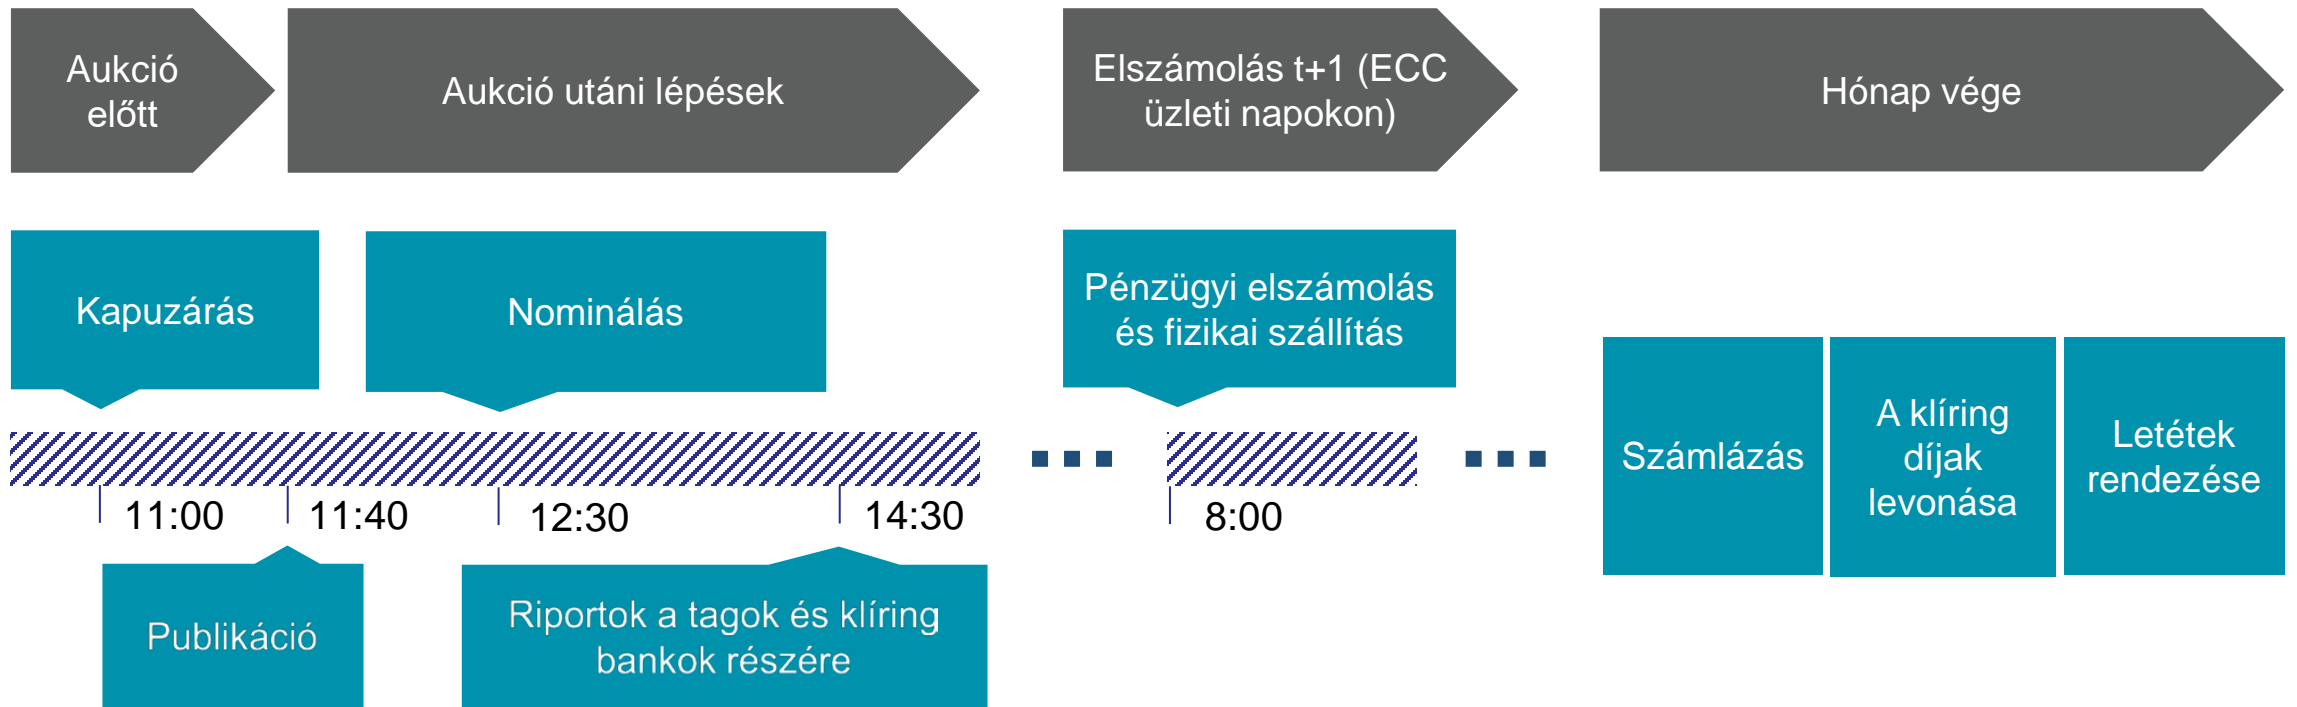 Aukció
előtt
Aukció utáni lépések
Elszámolás t+1 (ECC
üzleti napokon)
Hónap vége
Kapuzárás
Nominálás
Pénzügyi elszámolás
és fizikai szállítás
11:00
11:40
12:30
14:30
8:00
Publikáció
Riportok a tagok és klíring
bankok részére
Számlázás
A klíring
díjak
levonása
Letétek
rendezése